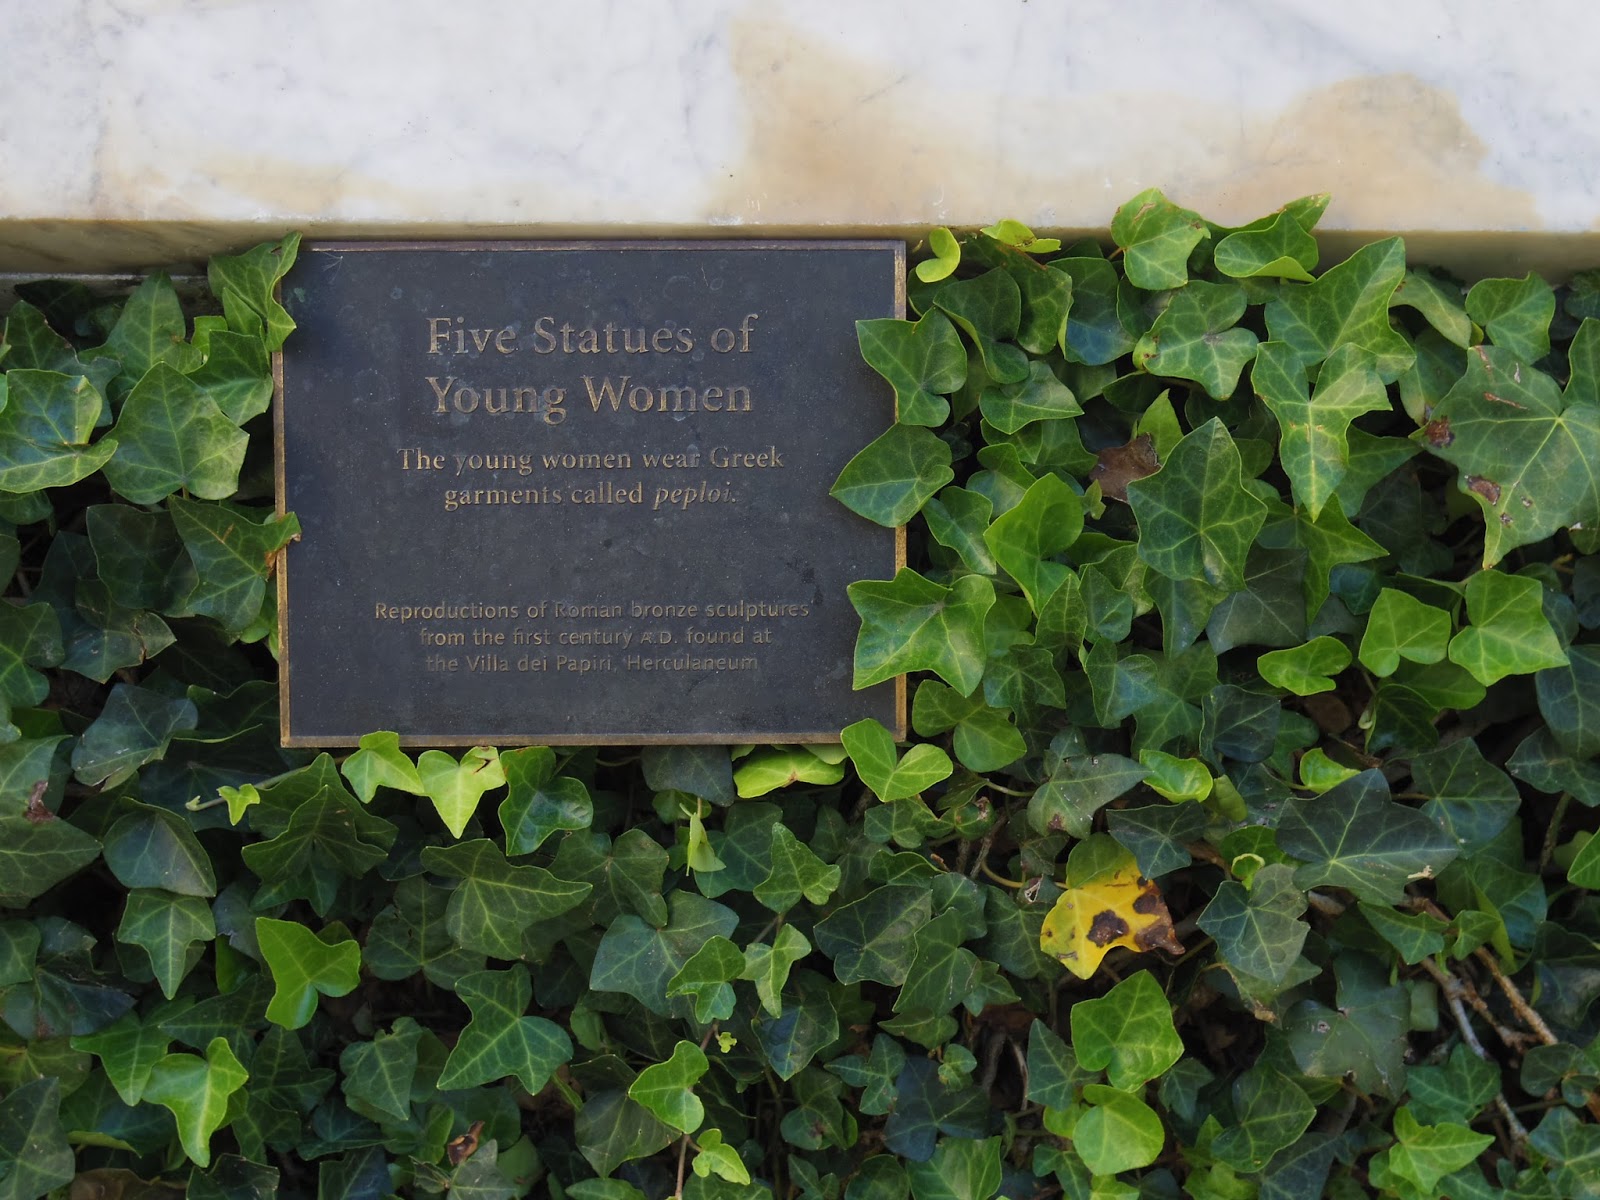 Five Statues of
Young Women
The young women wear Greek
garments called peploi.
Reproductions of Roman bronze sculptures
from the first century A.D. found at
the Villa dei Papiri, Herculaneum